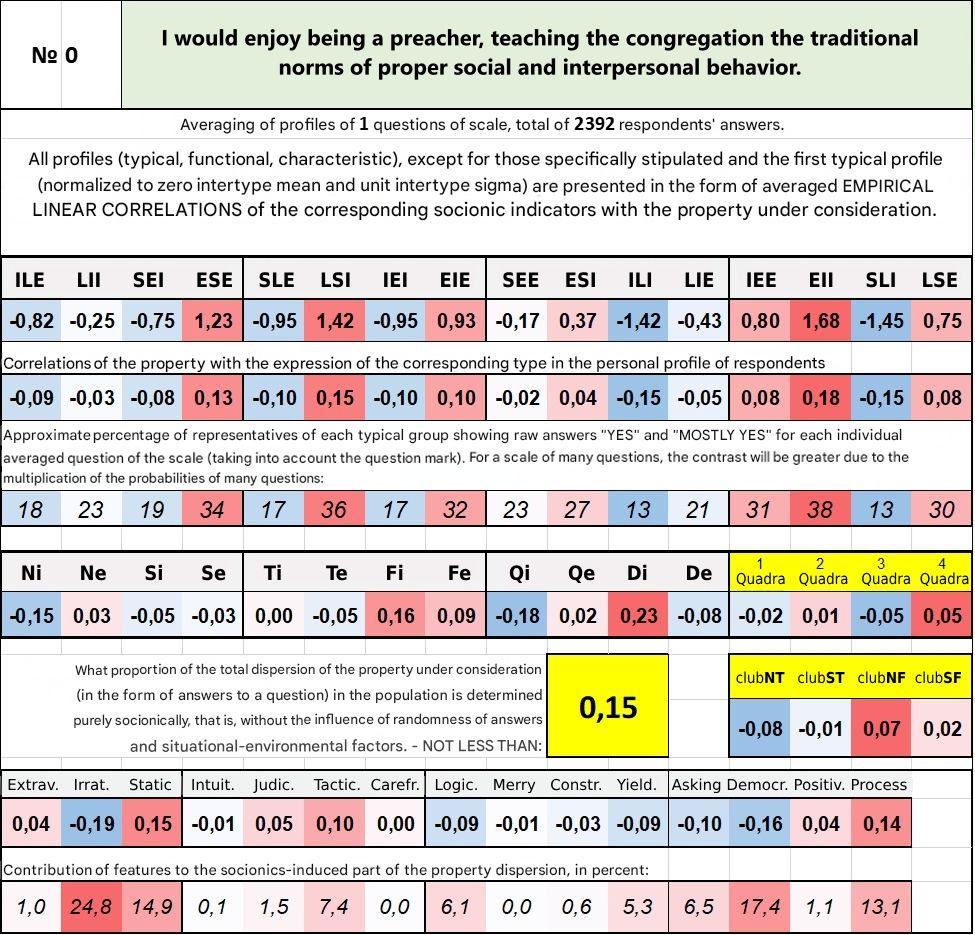 № 0
I would enjoy being a preacher, teaching the congregation the traditional
norms of proper social and interpersonal behavior.
Averaging of profiles of 1 questions of scale, total of 2392 respondents' answers.
All profiles (typical, functional, characteristic), except for those specifically stipulated and the first typical profile
(normalized to zero intertype mean and unit intertype sigma) are presented in the form of averaged EMPIRICAL
LINEAR CORRELATIONS of the corresponding socionic indicators with the property under consideration.
ILE LII SEI ESE SLE LSI IEI EIE SEE ESI ILI LIE IEE EII SLI LSE
-0,82 -0,25 -0,75 1,23 -0,95 1,42 -0,95 0,93 -0,17 0,37 -1,42 -0,43 0,80 1,68 -1,45 0,75
Correlations of the property with the expression of the corresponding type in the personal profile of respondents
-0,09 -0,03 -0,08 0,13 -0,10 0,15 -0,10 0,10 -0,02 0,04 -0,15 -0,05 0,08 0,18 -0,15 0,08
Approximate percentage of representatives of each typical group showing raw answers "YES" and "MOSTLY YES" for each individual
averaged question of the scale (taking into account the question mark). For a scale of many questions, the contrast will be greater due to the
multiplication of the probabilities of many questions:
18 23 19 34 17 36 17 32 23 27 13 21 31 38 13 30
Ni Ne Si Se Ti Te Fi Fe Qi Qe Di De 1 Quadra 2 Quadra 3 Quadra 4 Quadra
-0,15 0,03 -0,05 -0,03 0,00 -0,05 0,16 0,09 -0,18 0,02 0,23 -0,08 -0,02 0,01 -0,05 0,05
What proportion of the total dispersion of the property under consideration
(in the form of answers to a question) in the population is determined
purely socionically, that is, without the influence of randomness of answers
and situational-environmental factors. - NOT LESS THAN:
0,15
clubNT clubST clubNF clubSF
-0,08 -0,01 0,07 0,02
Extrav. Irrat. Static Intuit. Judic. Tactic. Carefr. Logic. Merry Constr. Yield. Asking Democr. Positiv. Process
0,04 -0,19 0,15 -0,01 0,05 0,10 0,00 -0,09 -0,01 -0,03 -0,09 -0,10 -0,16 0,04 0,14
Contribution of features to the socionics-induced part of the property dispersion, in percent:
1,0 24,8 14,9 0,1 1,5 7,4 0,0 6,1 0,0 0,6 5,3 6,5 17,4 1,1 13,1